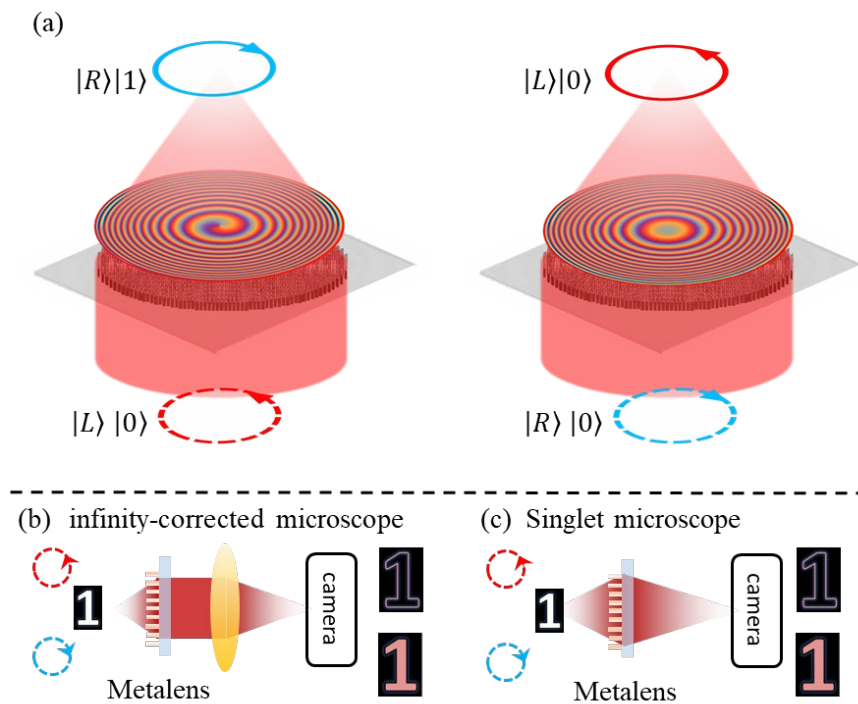 (a)
|R⟩|1⟩
|L⟩|0⟩
|L⟩ |0⟩
|R⟩ |0⟩
(b) infinity-corrected microscope
1
camera
1
1
Metalens
(c) Singlet microscope
1
camera
1
1
Metalens